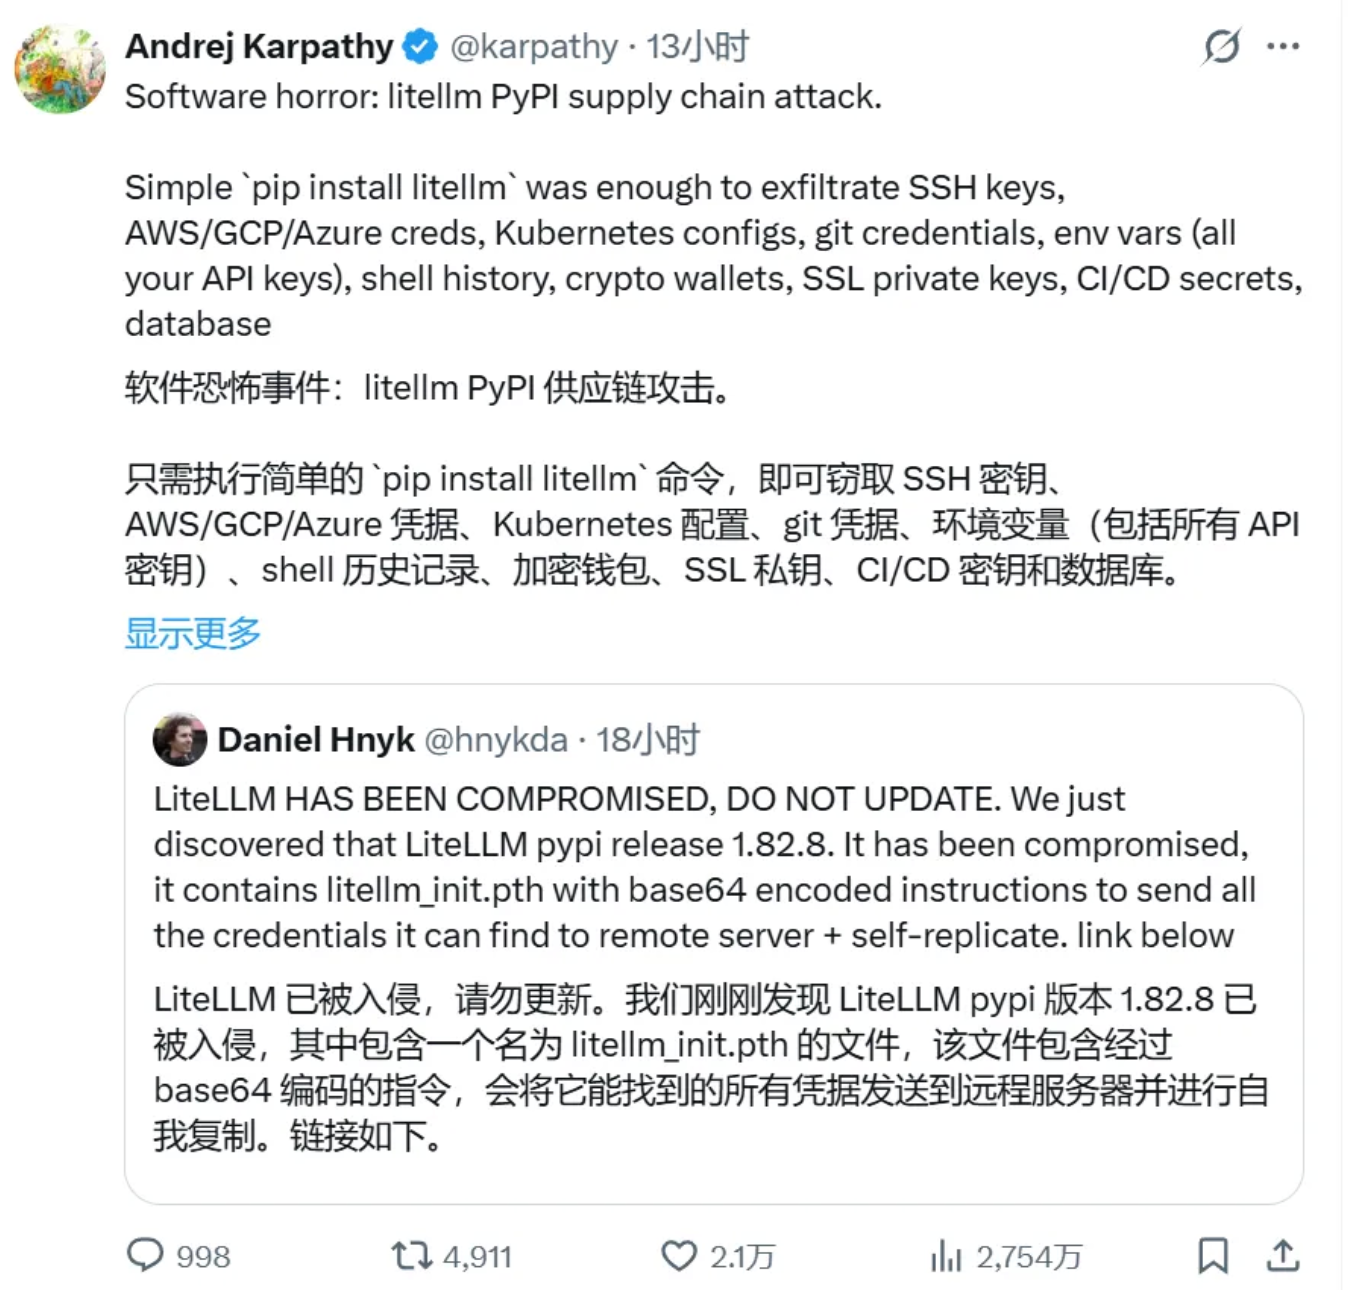 Andrej Karpathy @karpathy · 13小时
Software horror: litellm PyPI supply chain attack.
Simple `pip install litellm` was enough to exfiltrate SSH keys,
AWS/GCP/Azure creds, Kubernetes configs, git credentials, env vars (all
your API keys), shell history, crypto wallets, SSL private keys, CI/CD secrets,
database
软件恐怖事件：litellm PyPI 供应链攻击。
只需执行简单的 `pip install litellm` 命令，即可窃取 SSH 密钥、
AWS/GCP/Azure 凭据、Kubernetes 配置、git 凭据、环境变量（包括所有 API
密钥）、shell 历史记录、加密钱包、SSL 私钥、CI/CD 密钥和数据库。
显示更多
Daniel Hnyk @hnykda · 18小时
LiteLLM HAS BEEN COMPROMISED, DO NOT UPDATE. We just
discovered that LiteLLM pypi release 1.82.8. It has been compromised,
it contains litellm_init.pth with base64 encoded instructions to send all
the credentials it can find to remote server + self-replicate. link below
LiteLLM 已被入侵，请勿更新。我们刚刚发现 LiteLLM pypi 版本 1.82.8 已
被入侵，其中包含一个名为 litellm_init.pth 的文件，该文件包含经过
base64 编码的指令，会将它能找到的所有凭据发送到远程服务器并进行自
我复制。链接如下。
998 4,911 2.1万 2,754万